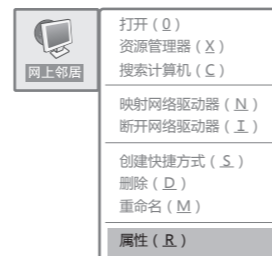 网上邻居
打开(0)
资源管理器(X)
搜索计算机(C)
映射网络驱动器(N)
断开网络驱动器(I)
创建快捷方式(S)
删除(D)
重命名(M)
属性(R)